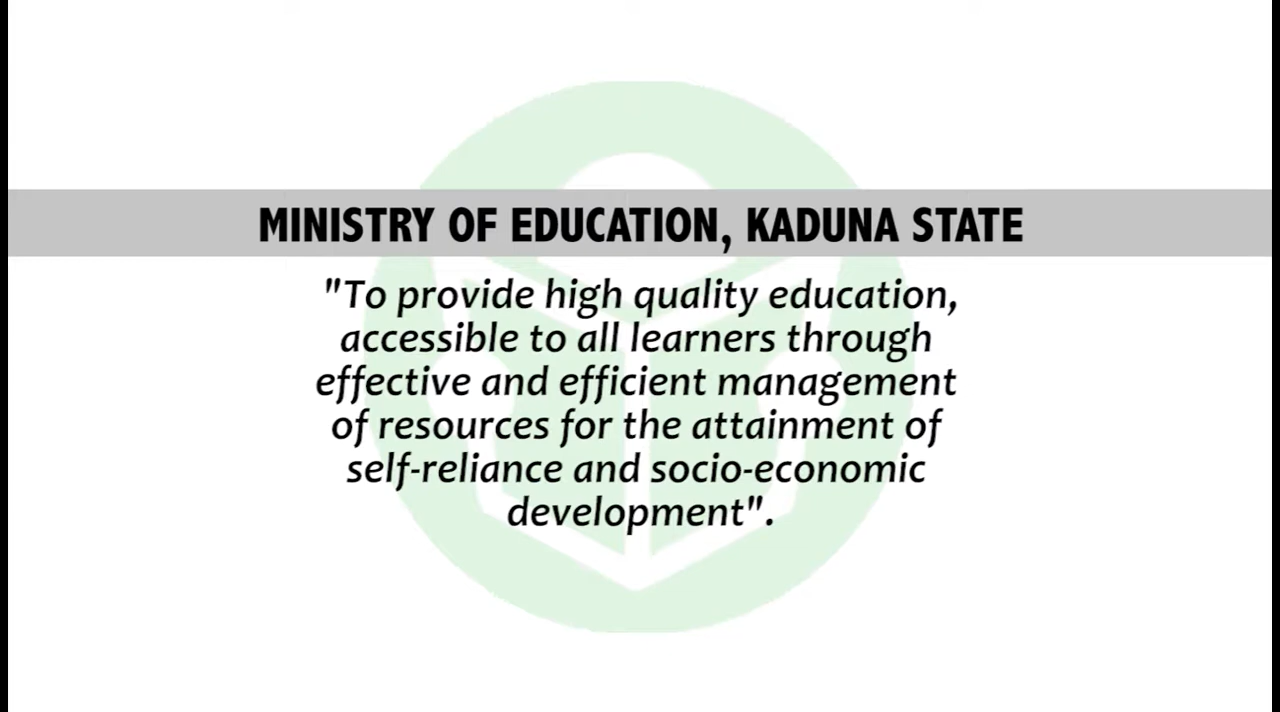 MINISTRY OF EDUCATION, KADUNA STATE
"To provide high quality education,
accessible to all learners through
effective and efficient management
of resources for the attainment of
self-reliance and socio-economic
development".